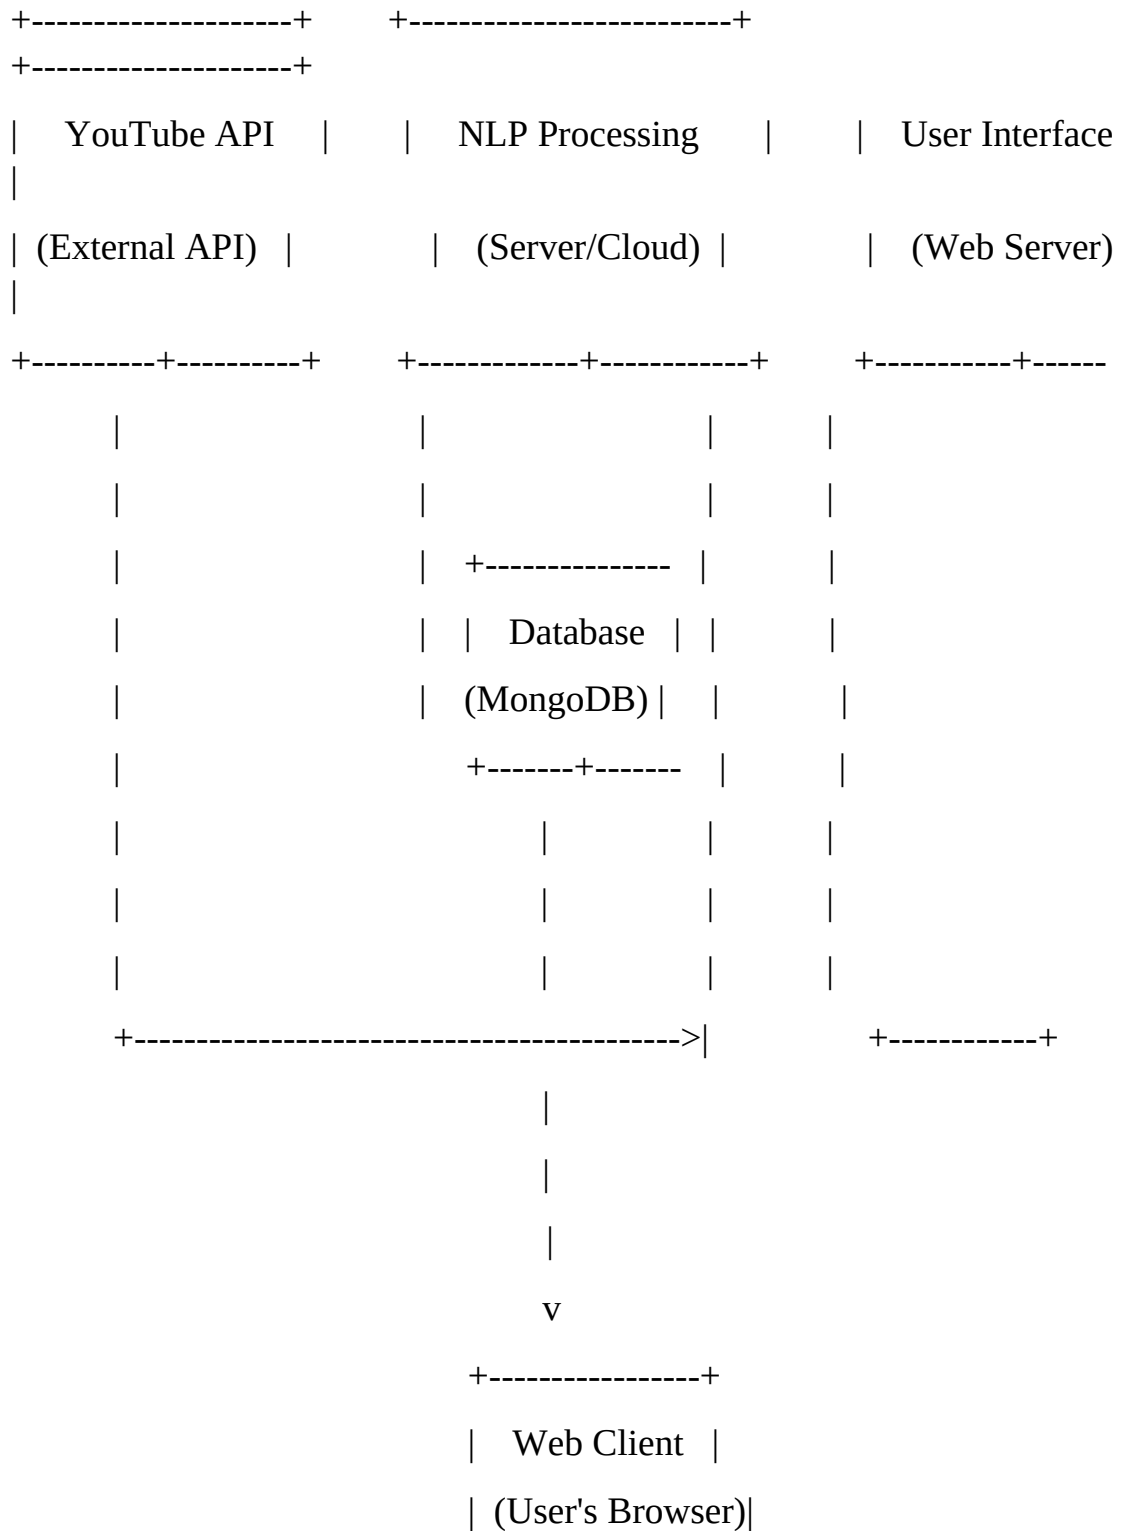 +---------------------+ +--------------------------+
+---------------------+
| YouTube API | | NLP Processing | | User Interface
|
| (External API) | | (Server/Cloud) | | (Web Server)
|
+----------+----------+ +-------------+------------+ +-----------+------
| | | |
| | | |
| | +--------------- | |
| | | Database | | |
| | (MongoDB) | | |
| +-------+------- | |
| | | |
| | | |
| | | |
+-------------------------------------------->| +------------+
|
|
|
v
+-----------------+
| Web Client |
| (User's Browser)|